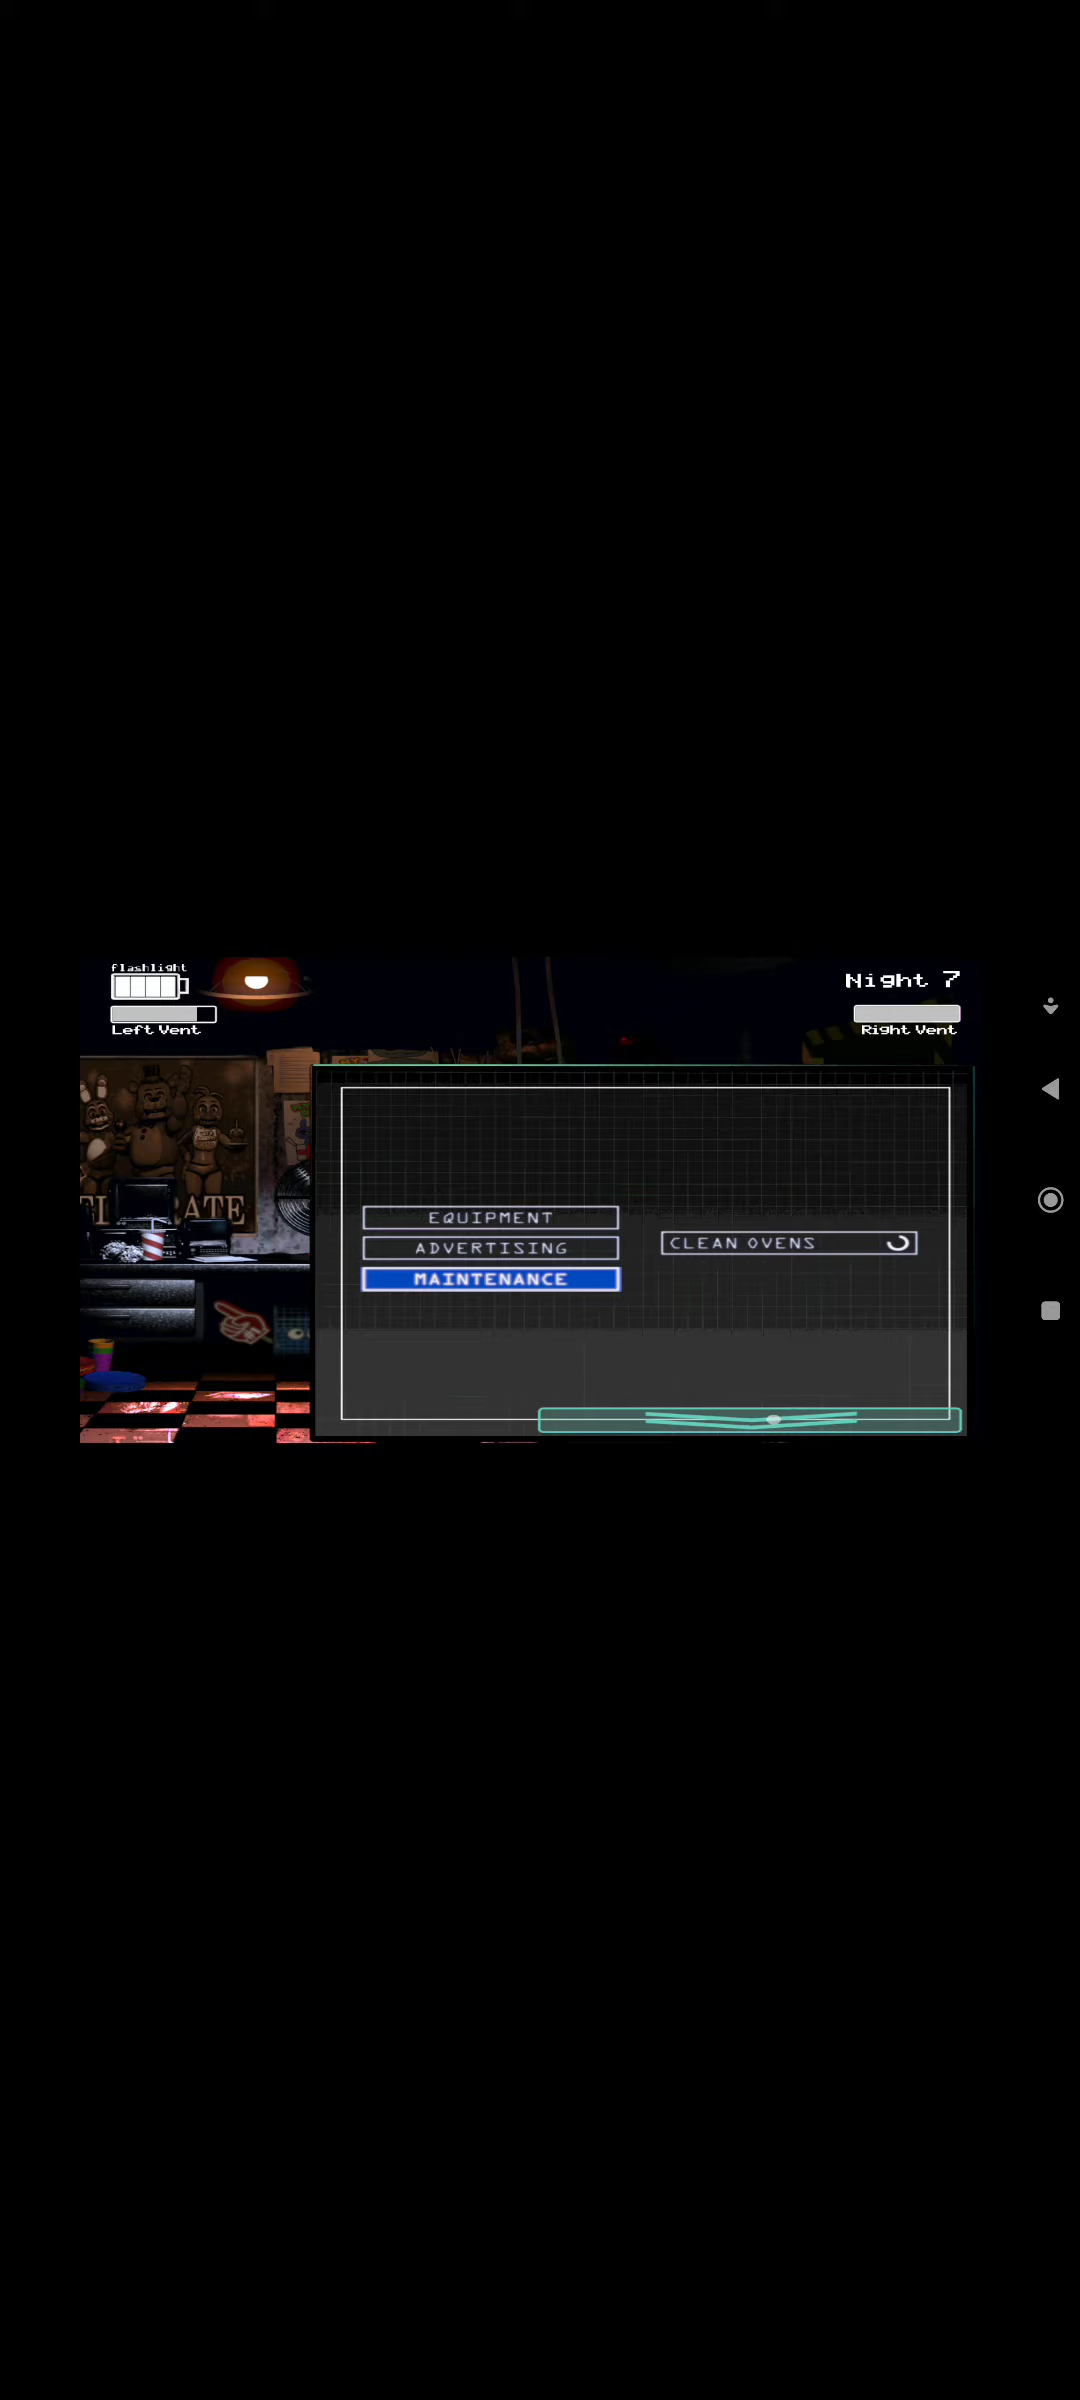 flashlight
Night 7
Left Vent
Right Vent
EQUIPMENT
ADVERTISING
CLEAN OVENS
MAINTENANCE